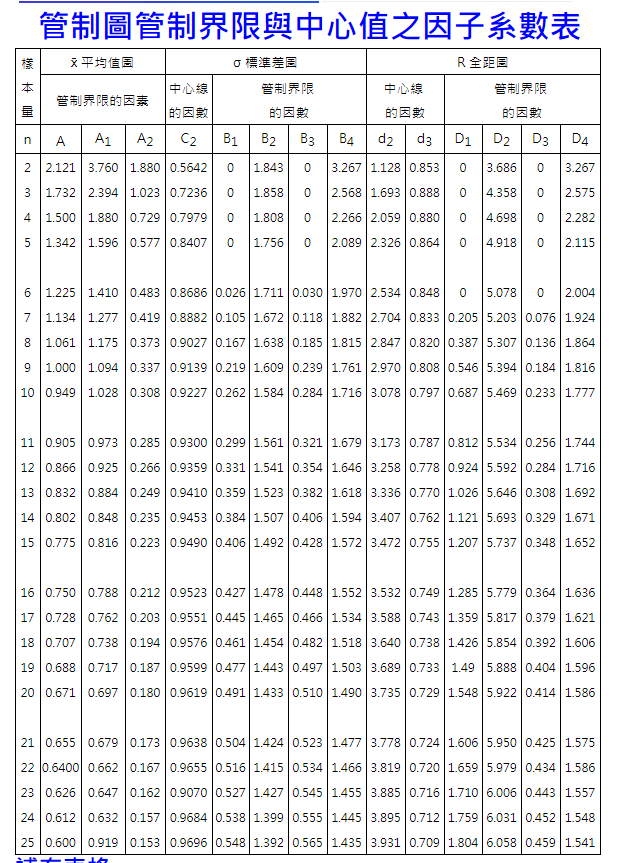 管制圖管制界限與中心值之因子系數表
樣本量 x̄ 平均值圖 σ 標準差圖 R 全距圖
管制界限的因素 中心線的因數 管制界限的因數 中心線的因數 管制界限的因數
n A A1 A2 C2 B1 B2 B3 B4 d2 d3 D1 D2 D3 D4
2 2.121 3.760 1.880 0.5642 0 1.843 0 3.267 1.128 0.853 0 3.686 0 3.267
3 1.732 2.394 1.023 0.7236 0 1.858 0 2.568 1.693 0.888 0 4.358 0 2.575
4 1.500 1.880 0.729 0.7979 0 1.808 0 2.266 2.059 0.880 0 4.698 0 2.282
5 1.342 1.596 0.577 0.8407 0 1.756 0 2.089 2.326 0.864 0 4.918 0 2.115
6 1.225 1.410 0.483 0.8686 0.026 1.711 0.030 1.970 2.534 0.848 0 5.078 0 2.004
7 1.134 1.277 0.419 0.8882 0.105 1.672 0.118 1.882 2.704 0.833 0.205 5.203 0.076 1.924
8 1.061 1.175 0.373 0.9027 0.167 1.638 0.185 1.815 2.847 0.820 0.387 5.307 0.136 1.864
9 1.000 1.094 0.337 0.9139 0.219 1.609 0.239 1.761 2.970 0.808 0.546 5.394 0.184 1.816
10 0.949 1.028 0.308 0.9227 0.262 1.584 0.284 1.716 3.078 0.797 0.687 5.469 0.233 1.777
11 0.905 0.973 0.285 0.9300 0.299 1.561 0.321 1.679 3.173 0.787 0.812 5.534 0.256 1.744
12 0.866 0.925 0.266 0.9359 0.331 1.541 0.354 1.646 3.258 0.778 0.924 5.592 0.284 1.716
13 0.832 0.884 0.249 0.9410 0.359 1.523 0.382 1.618 3.336 0.770 1.026 5.646 0.308 1.692
14 0.802 0.848 0.235 0.9453 0.384 1.507 0.406 1.594 3.407 0.762 1.121 5.693 0.329 1.671
15 0.775 0.816 0.223 0.9490 0.406 1.492 0.428 1.572 3.472 0.755 1.207 5.737 0.348 1.652
16 0.750 0.788 0.212 0.9523 0.427 1.478 0.448 1.552 3.532 0.749 1.285 5.779 0.364 1.636
17 0.728 0.762 0.203 0.9551 0.445 1.465 0.466 1.534 3.588 0.743 1.359 5.817 0.379 1.621
18 0.707 0.738 0.194 0.9576 0.461 1.454 0.482 1.518 3.640 0.738 1.426 5.854 0.392 1.606
19 0.688 0.717 0.187 0.9599 0.477 1.443 0.497 1.503 3.689 0.733 1.49 5.888 0.404 1.596
20 0.671 0.697 0.180 0.9619 0.491 1.433 0.510 1.490 3.735 0.729 1.548 5.922 0.414 1.586
21 0.655 0.679 0.173 0.9638 0.504 1.424 0.523 1.477 3.778 0.724 1.606 5.950 0.425 1.575
22 0.6400 0.662 0.167 0.9655 0.516 1.415 0.534 1.466 3.819 0.720 1.659 5.979 0.434 1.586
23 0.626 0.647 0.162 0.9070 0.527 1.427 0.545 1.455 3.885 0.716 1.710 6.006 0.443 1.557
24 0.612 0.632 0.157 0.9684 0.538 1.399 0.555 1.445 3.895 0.712 1.759 6.031 0.452 1.548
25 0.600 0.919 0.153 0.9696 0.548 1.392 0.565 1.435 3.931 0.709 1.804 6.058 0.459 1.541